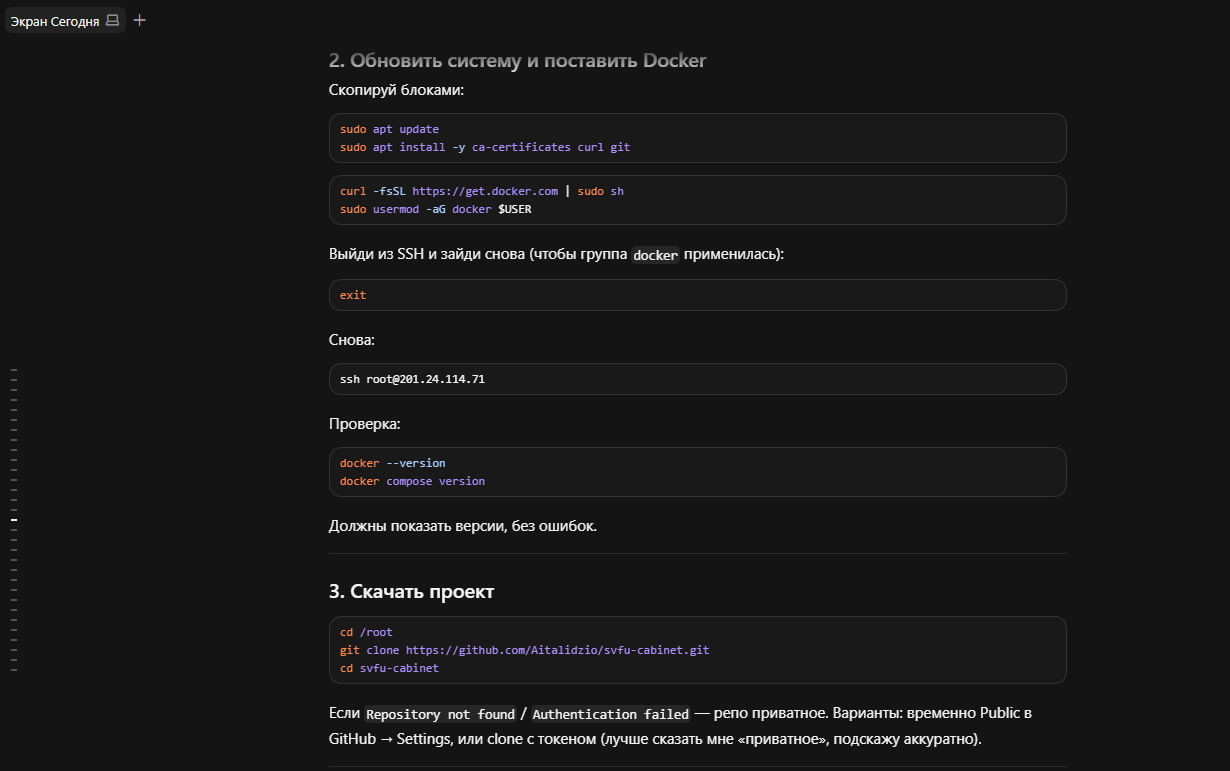 Экран Сегодня
2. Обновить систему и поставить Docker
Скопируй блоками:
sudo apt update
sudo apt install -y ca-certificates curl git
curl -fsSL https://get.docker.com | sudo sh
sudo usermod -aG docker $USER
Выйди из SSH и зайди снова (чтобы группа docker применилась):
exit
Снова:
ssh root@201.24.114.71
Проверка:
docker --version
docker compose version
Должны показать версии, без ошибок.
3. Скачать проект
cd /root
git clone https://github.com/Aitalidzio/svfu-cabinet.git
cd svfu-cabinet
Если Repository not found / Authentication failed — репо приватное. Варианты: временно Public в
GitHub → Settings, или clone с токеном (лучше сказать мне «приватное», подскажу аккуратно).